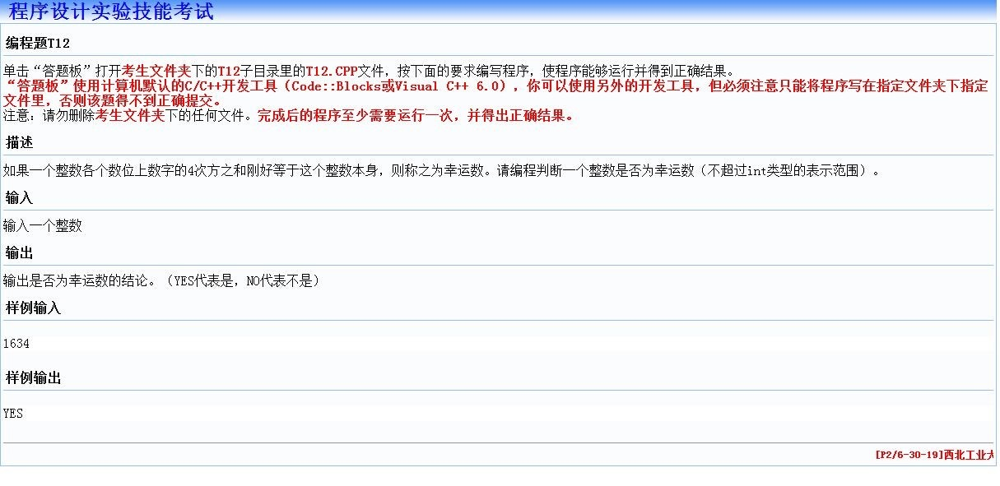 程序设计实验技能考试
编程题T12
单击“答题板”打开考生文件夹下的T12子目录里的T12.CPP文件，按下面的要求编写程序，使程序能够运行并得到正确结果。
“答题板”使用计算机默认的C/C++开发工具（Code::Blocks或Visual C++ 6.0），你可以使用另外的开发工具，但必须注意只能将程序写在指定文件夹下指定
文件里，否则该题得不到正确提交。
注意：请勿删除考生文件夹下的任何文件。完成后的程序至少需要运行一次，并得出正确结果。
描述
如果一个整数各个数位上数字的4次方之和刚好等于这个整数本身，则称之为幸运数。请编程判断一个整数是否为幸运数（不超过int类型的表示范围）。
输入
输入一个整数
输出
输出是否为幸运数的结论。（YES代表是，NO代表不是）
样例输入
1634
样例输出
YES
[P2/6-30-19]西北工业大